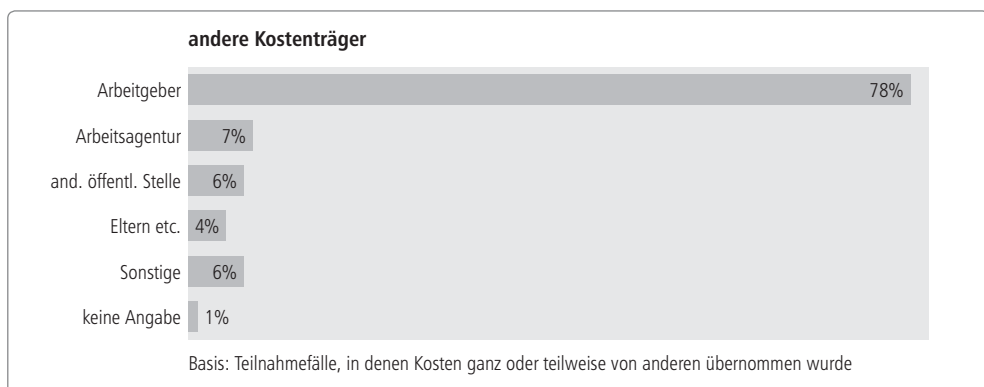 andere Kostenträger
Arbeitgeber 78%
Arbeitsagentur 7%
and. öffentl. Stelle 6%
Eltern etc. 4%
Sonstige 6%
keine Angabe 1%
Basis: Teilnahmefälle, in denen Kosten ganz oder teilweise von anderen übernommen wurde